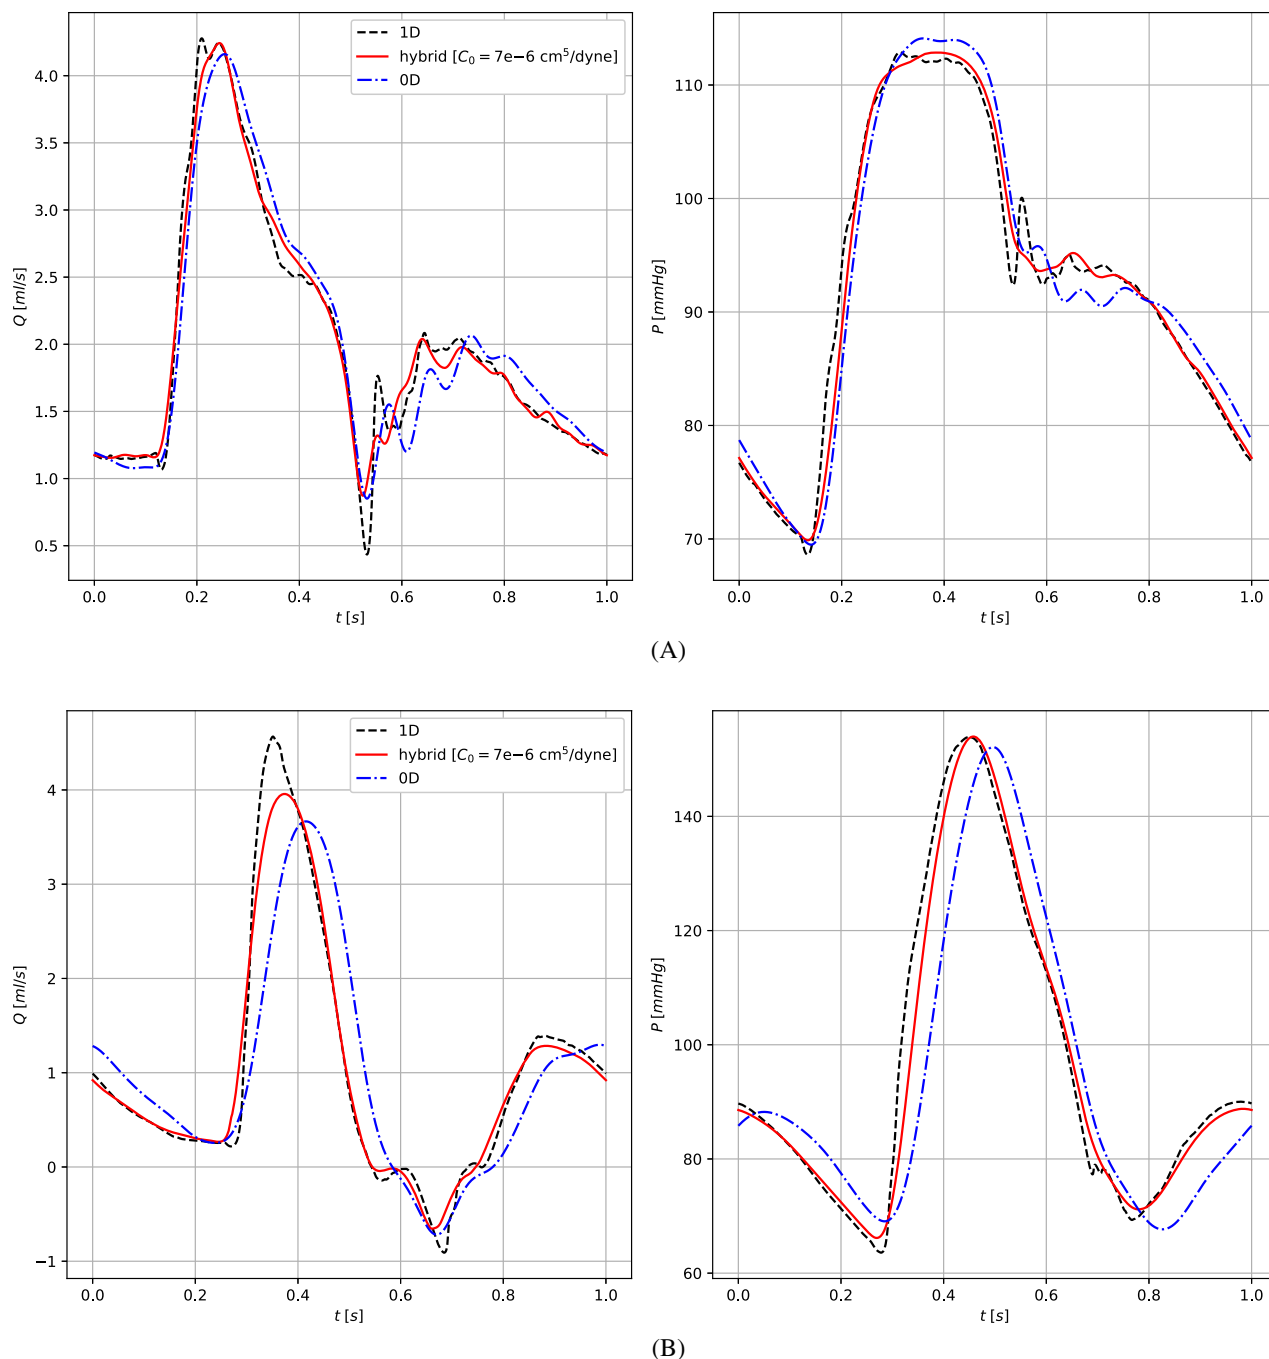 4.0
3.5
3.0
2.5
2.0
1.5
1.0
0.5
Q [ml/s]
0.0 0.2 0.4 0.6 0.8 1.0
t [s]
1D
hybrid [C₀ = 7e−6 cm⁵/dyne]
0D
110
100
90
80
70
P [mmHg]
0.0 0.2 0.4 0.6 0.8 1.0
t [s]
(A)
4
3
2
1
0
−1
Q [ml/s]
0.0 0.2 0.4 0.6 0.8 1.0
t [s]
1D
hybrid [C₀ = 7e−6 cm⁵/dyne]
0D
140
120
100
80
60
P [mmHg]
0.0 0.2 0.4 0.6 0.8 1.0
t [s]
(B)